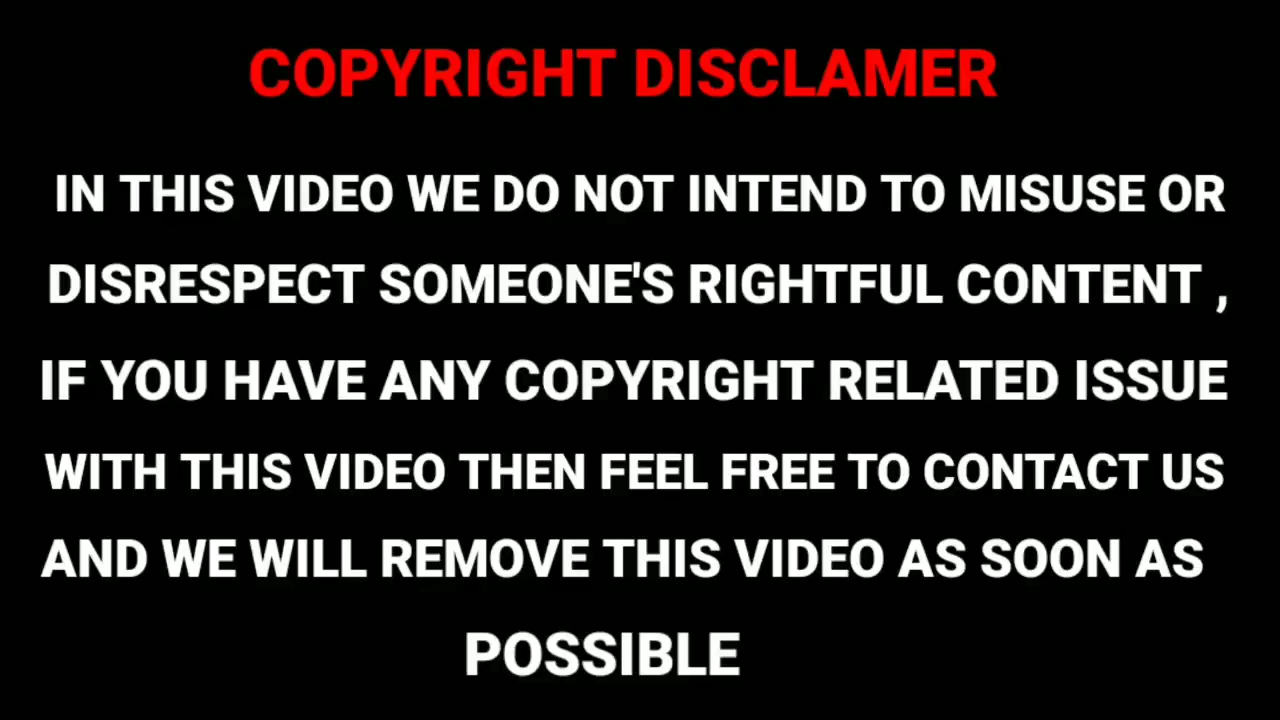 COPYRIGHT DISCLAMER
IN THIS VIDEO WE DO NOT INTEND TO MISUSE OR
DISRESPECT SOMEONE'S RIGHTFUL CONTENT ,
IF YOU HAVE ANY COPYRIGHT RELATED ISSUE
WITH THIS VIDEO THEN FEEL FREE TO CONTACT US
AND WE WILL REMOVE THIS VIDEO AS SOON AS
POSSIBLE